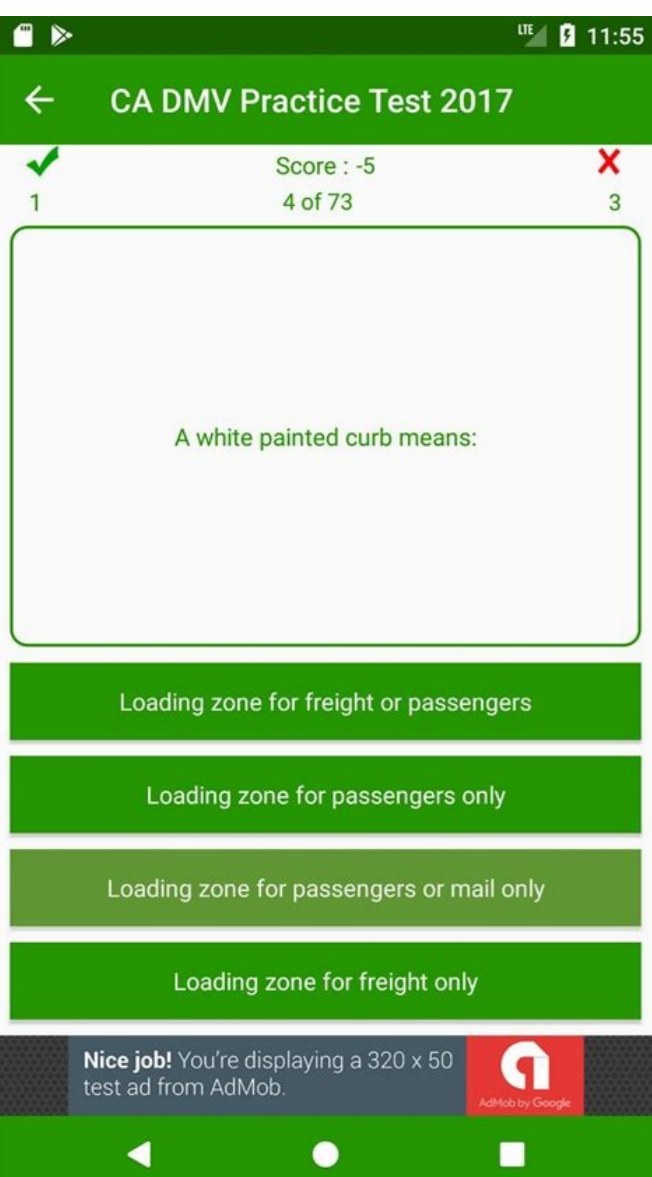 LTE 11:55
CA DMV Practice Test 2017
Score : -5
1 4 of 73 3
A white painted curb means:
Loading zone for freight or passengers
Loading zone for passengers only
Loading zone for passengers or mail only
Loading zone for freight only
Nice job! You're displaying a 320 x 50
test ad from AdMob.
AdMob by Google